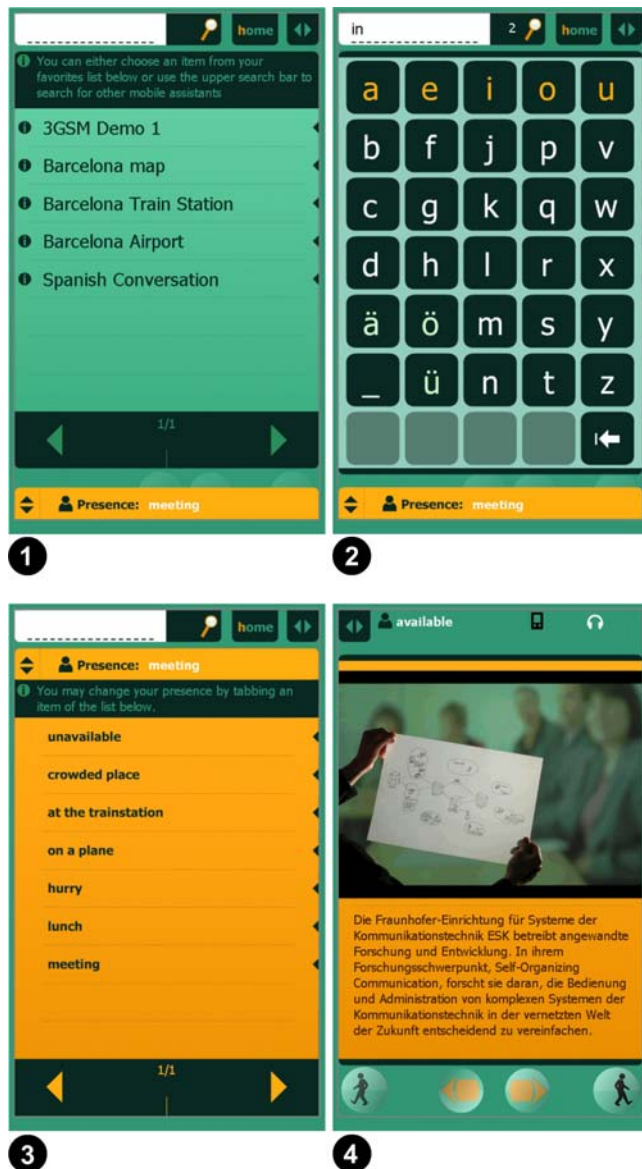 home
You can either choose an item from your
favorites list below or use the upper search bar to
search for other mobile assistants
3GSM Demo 1
Barcelona map
Barcelona Train Station
Barcelona Airport
Spanish Conversation
1/1
Presence: meeting
1
in 2 home
a e i o u
b f j p v
c g k q w
d h l r x
ä ö m s y
_ ü n t z
Presence: meeting
2
home
Presence: meeting
You may change your presence by tabbing an
item of the list below.
unavailable
crowded place
at the trainstation
on a plane
hurry
lunch
meeting
1/1
3
available
Die Fraunhofer-Einrichtung für Systeme der
Kommunikationstechnik ESK betreibt angewandte
Forschung und Entwicklung. In ihrem
Forschungsschwerpunkt, Self-Organizing
Communication, forscht sie daran, die Bedienung
und Administration von komplexen Systemen der
Kommunikationstechnik in der vernetzten Welt
der Zukunft entscheidend zu vereinfachen.
4